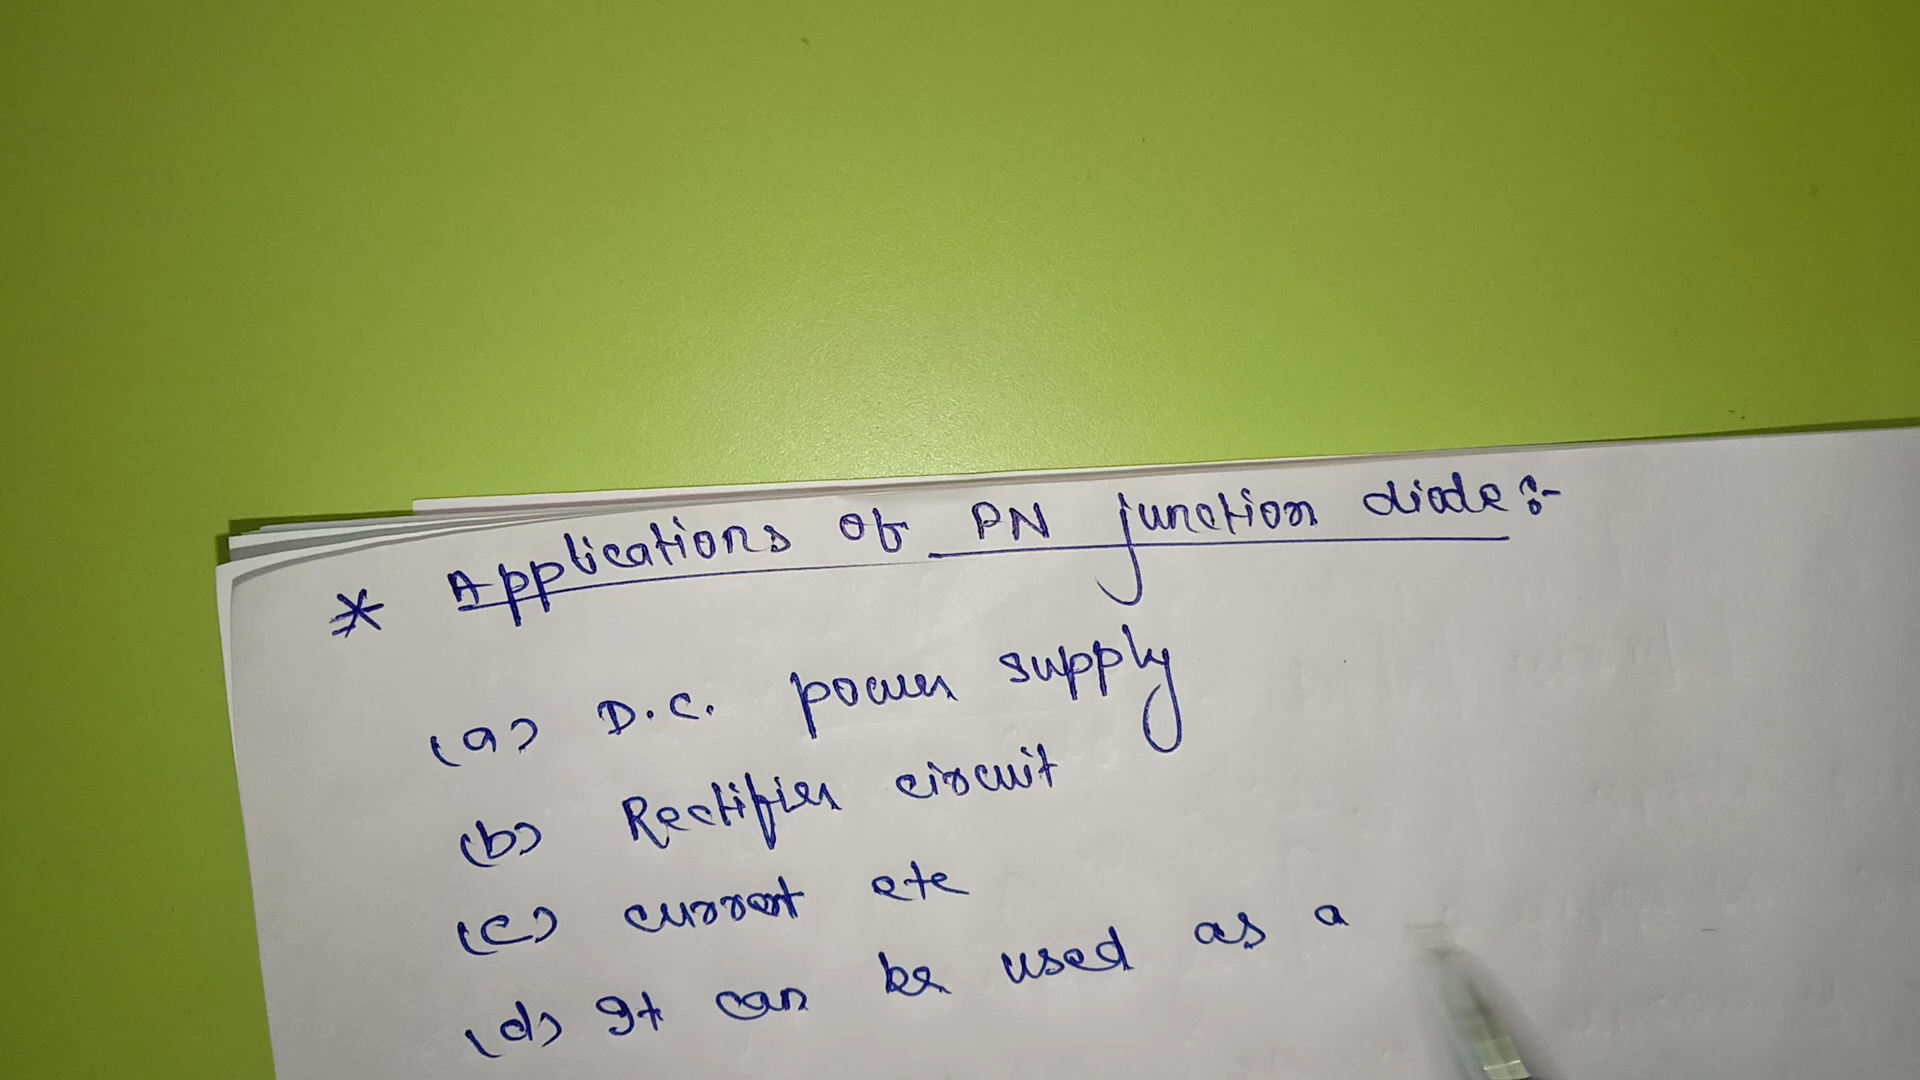 * Applications of PN junction diode :-
(a) D.C. power supply
(b) Rectifier circuit
(c) current etc
(d) It can be used as a